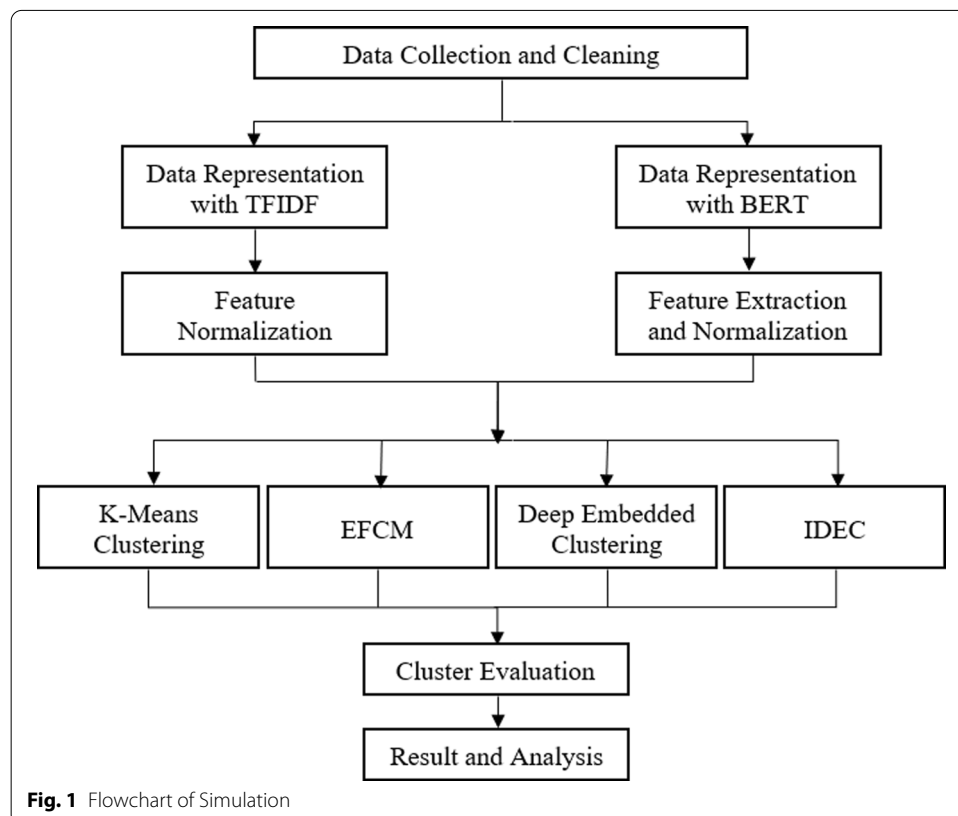 Data Collection and Cleaning
Data Representation
with TFIDF
Data Representation
with BERT
Feature
Normalization
Feature Extraction
and Normalization
K-Means
Clustering
EFCM
Deep Embedded
Clustering
IDEC
Cluster Evaluation
Result and Analysis
Fig. 1 Flowchart of Simulation